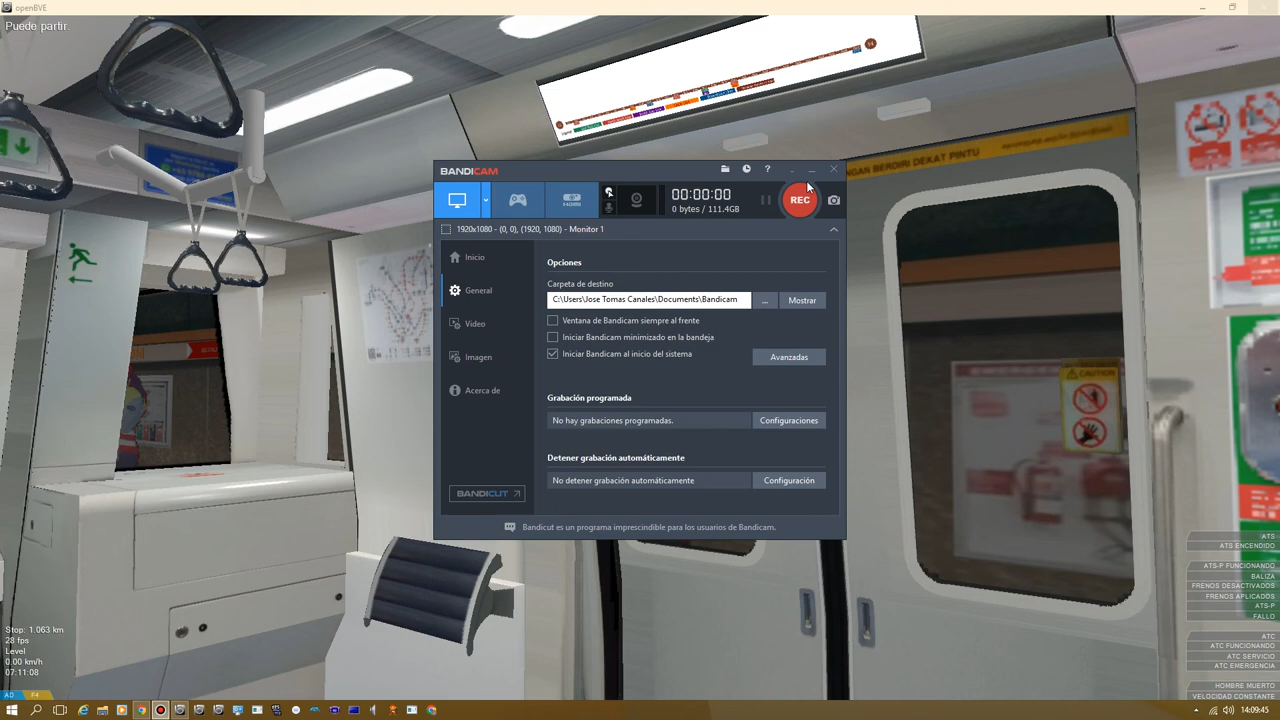 openBVE
Puede partir.
BANDICAM
?
00:00:00
0 bytes / 111.4GB
REC
1920x1080 - (0, 0), (1920, 1080) - Monitor 1
Inicio
General
Video
Imagen
Acerca de
BANDICUT
Opciones
Carpeta de destino
C:\Users\Jose Tomas Canales\Documents\Bandicam
...
Mostrar
Ventana de Bandicam siempre al frente
Iniciar Bandicam minimizado en la bandeja
Iniciar Bandicam al inicio del sistema
Avanzadas
Grabación programada
No hay grabaciones programadas.
Configuraciones
Detener grabación automáticamente
No detener grabación automáticamente
Configuración
Bandicut es un programa imprescindible para los usuarios de Bandicam.
BERDIRI DEKAT PINTU
CAUTION
ATS
ATS ENCENDIDO
ATS-P FUNCIONANDO
BALIZA
FRENOS DESACTIVADOS
FRENOS APLICADOS
ATS-P
FALLO
ATC
ATC FUNCIONANDO
ATC SERVICIO
ATC EMERGENCIA
HOMBRE MUERTO
VELOCIDAD CONSTANTE
Stop: 1.063 km
28 fps
Level
0.00 km/h
07:11:08
AD
F4
14:09:45